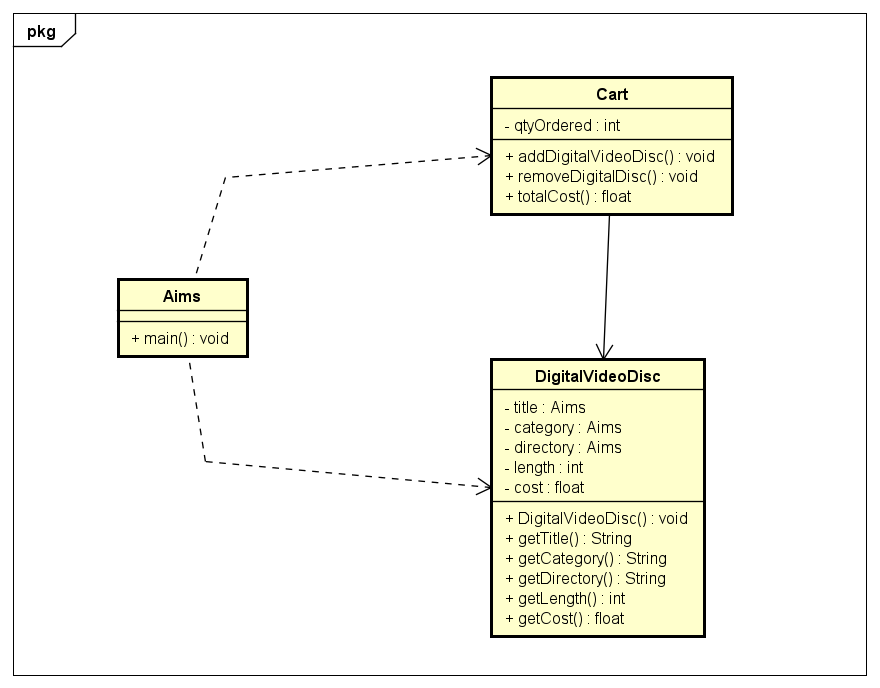 pkg
Cart
- qtyOrdered : int
+ addDigitalVideoDisc() : void
+ removeDigitalDisc() : void
+ totalCost() : float
Aims
+ main() : void
DigitalVideoDisc
- title : Aims
- category : Aims
- directory : Aims
- length : int
- cost : float
+ DigitalVideoDisc() : void
+ getTitle() : String
+ getCategory() : String
+ getDirectory() : String
+ getLength() : int
+ getCost() : float